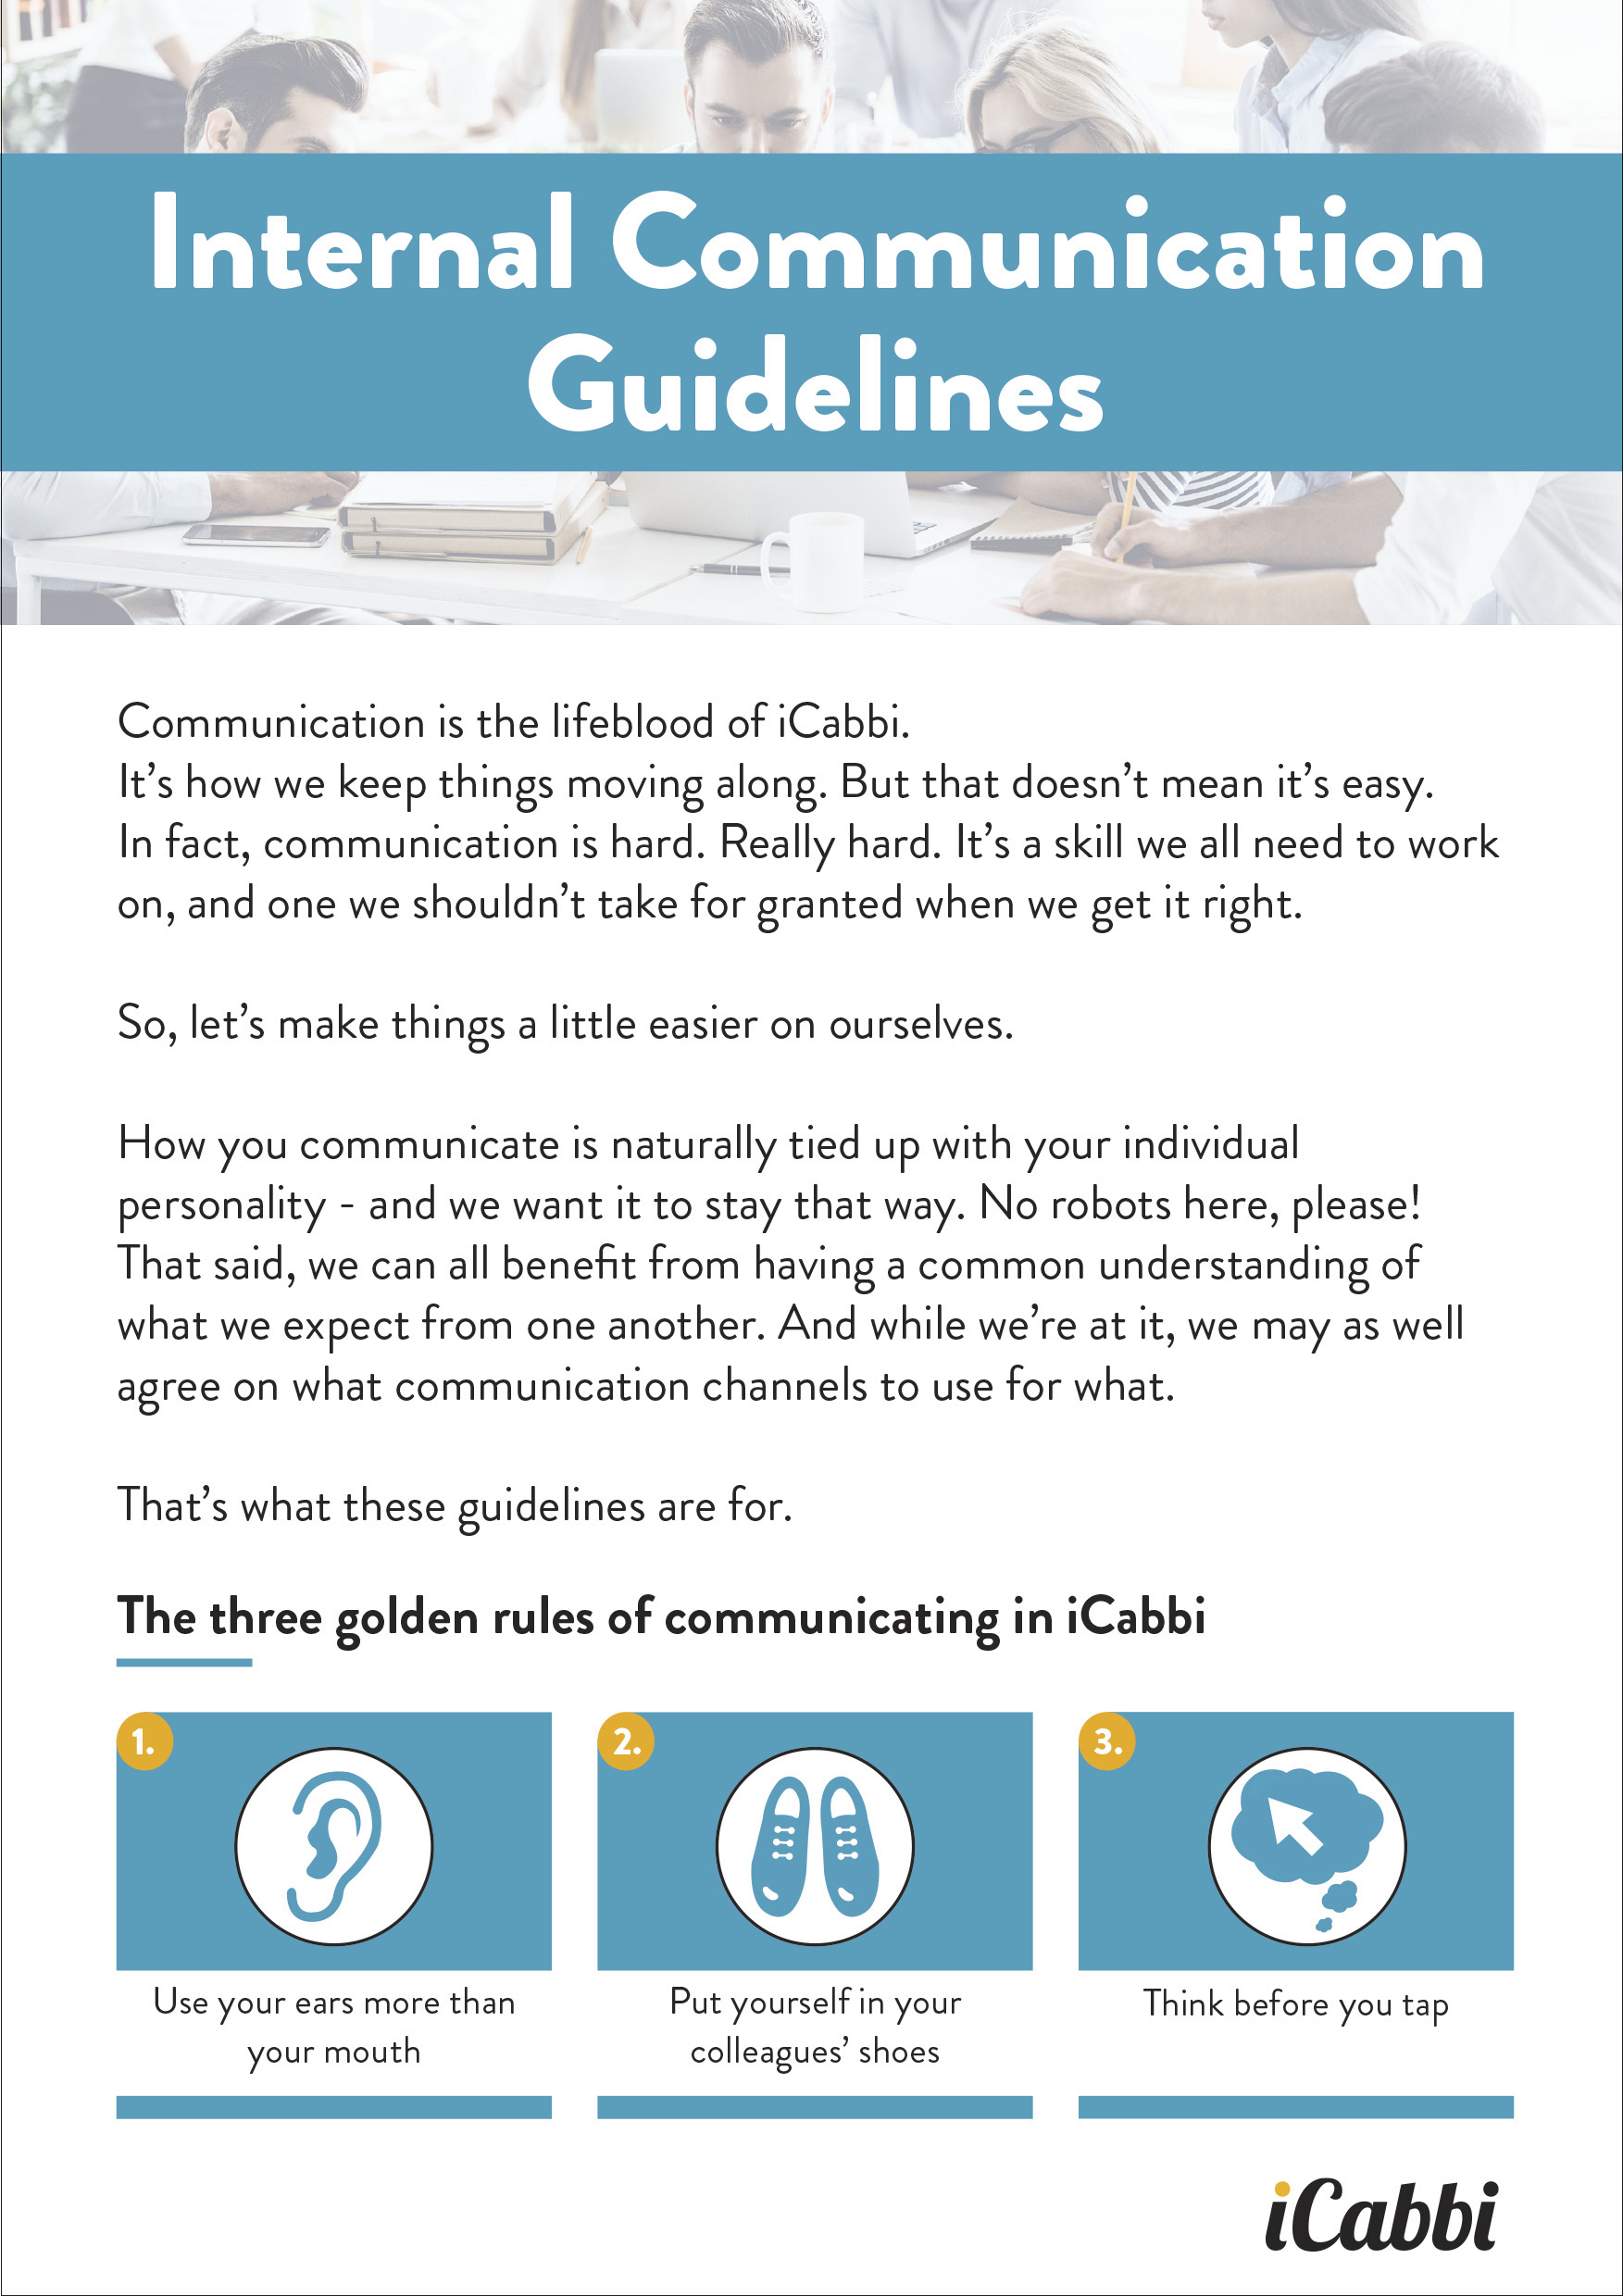 Internal Communication
Guidelines
Communication is the lifeblood of iCabbi.
It’s how we keep things moving along. But that doesn’t mean it’s easy.
In fact, communication is hard. Really hard. It’s a skill we all need to work
on, and one we shouldn’t take for granted when we get it right.
So, let’s make things a little easier on ourselves.
How you communicate is naturally tied up with your individual
personality - and we want it to stay that way. No robots here, please!
That said, we can all benefit from having a common understanding of
what we expect from one another. And while we’re at it, we may as well
agree on what communication channels to use for what.
That’s what these guidelines are for.
The three golden rules of communicating in iCabbi
1.
Use your ears more than
your mouth
2.
Put yourself in your
colleagues’ shoes
3.
Think before you tap
iCabbi